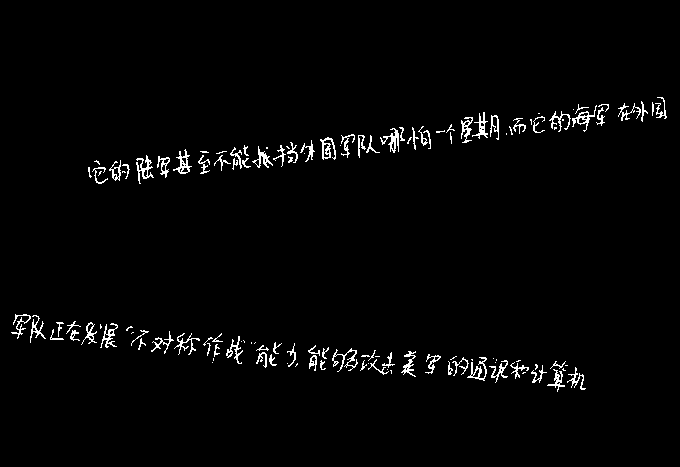 它的陆军甚至不能抵挡外国军队哪怕一个星期,而它的海军在外国
军队正在发展“不对称作战”能力,能够攻击美军的通讯和计算机